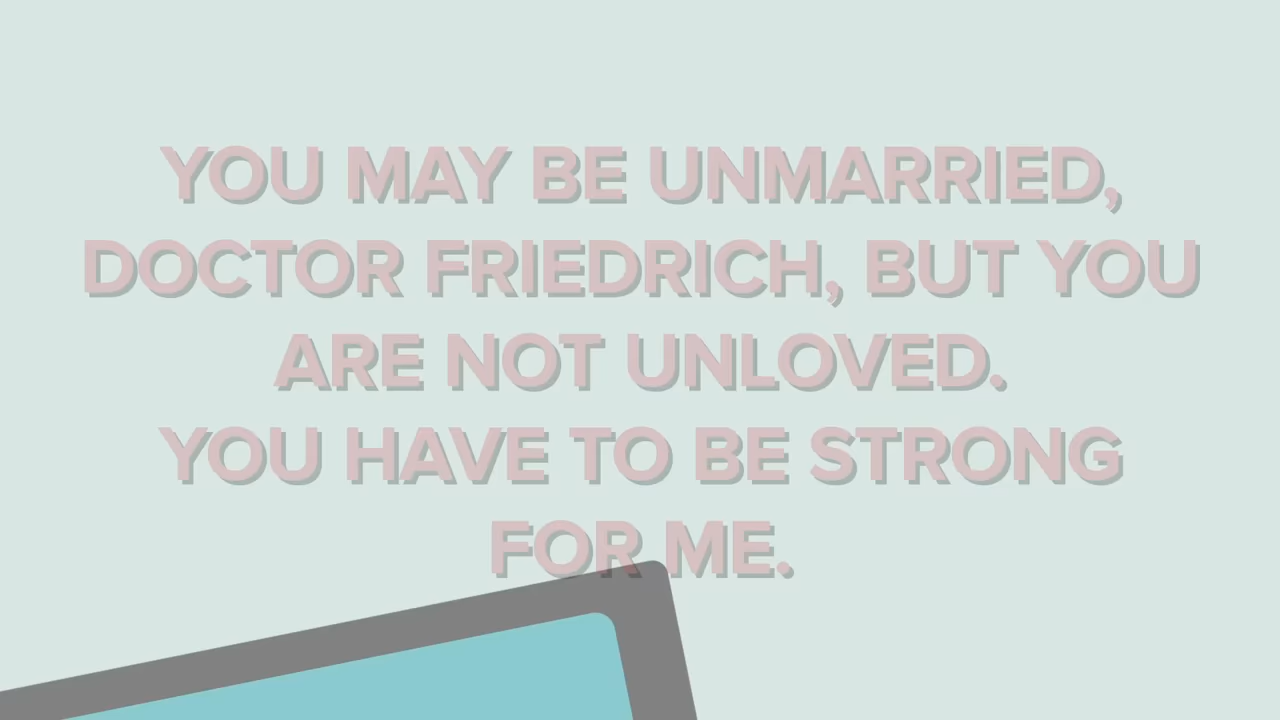 YOU MAY BE UNMARRIED,
DOCTOR FRIEDRICH, BUT YOU
ARE NOT UNLOVED.
YOU HAVE TO BE STRONG
FOR ME.